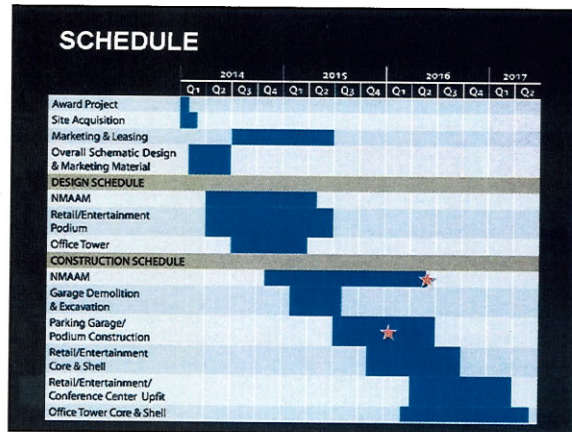 SCHEDULE
2014 2015 2016 2017
Q1 Q2 Q3 Q4 Q1 Q2 Q3 Q4 Q1 Q2 Q3 Q4 Q1 Q2
Award Project
Site Acquisition
Marketing & Leasing
Overall Schematic Design
& Marketing Material
DESIGN SCHEDULE
NMAAM
Retail/Entertainment
Podium
Office Tower
CONSTRUCTION SCHEDULE
NMAAM
Garage Demolition
& Excavation
Parking Garage/
Podium Construction
Retail/Entertainment
Core & Shell
Retail/Entertainment/
Conference Center Upfit
Office Tower Core & Shell